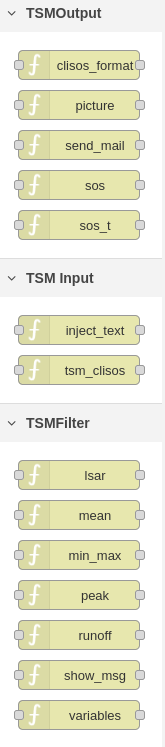 TSMOutput
clisos_format
picture
send_mail
sos
sos_t
TSM Input
inject_text
tsm_clisos
TSMFilter
lsar
mean
min_max
peak
runoff
show_msg
variables